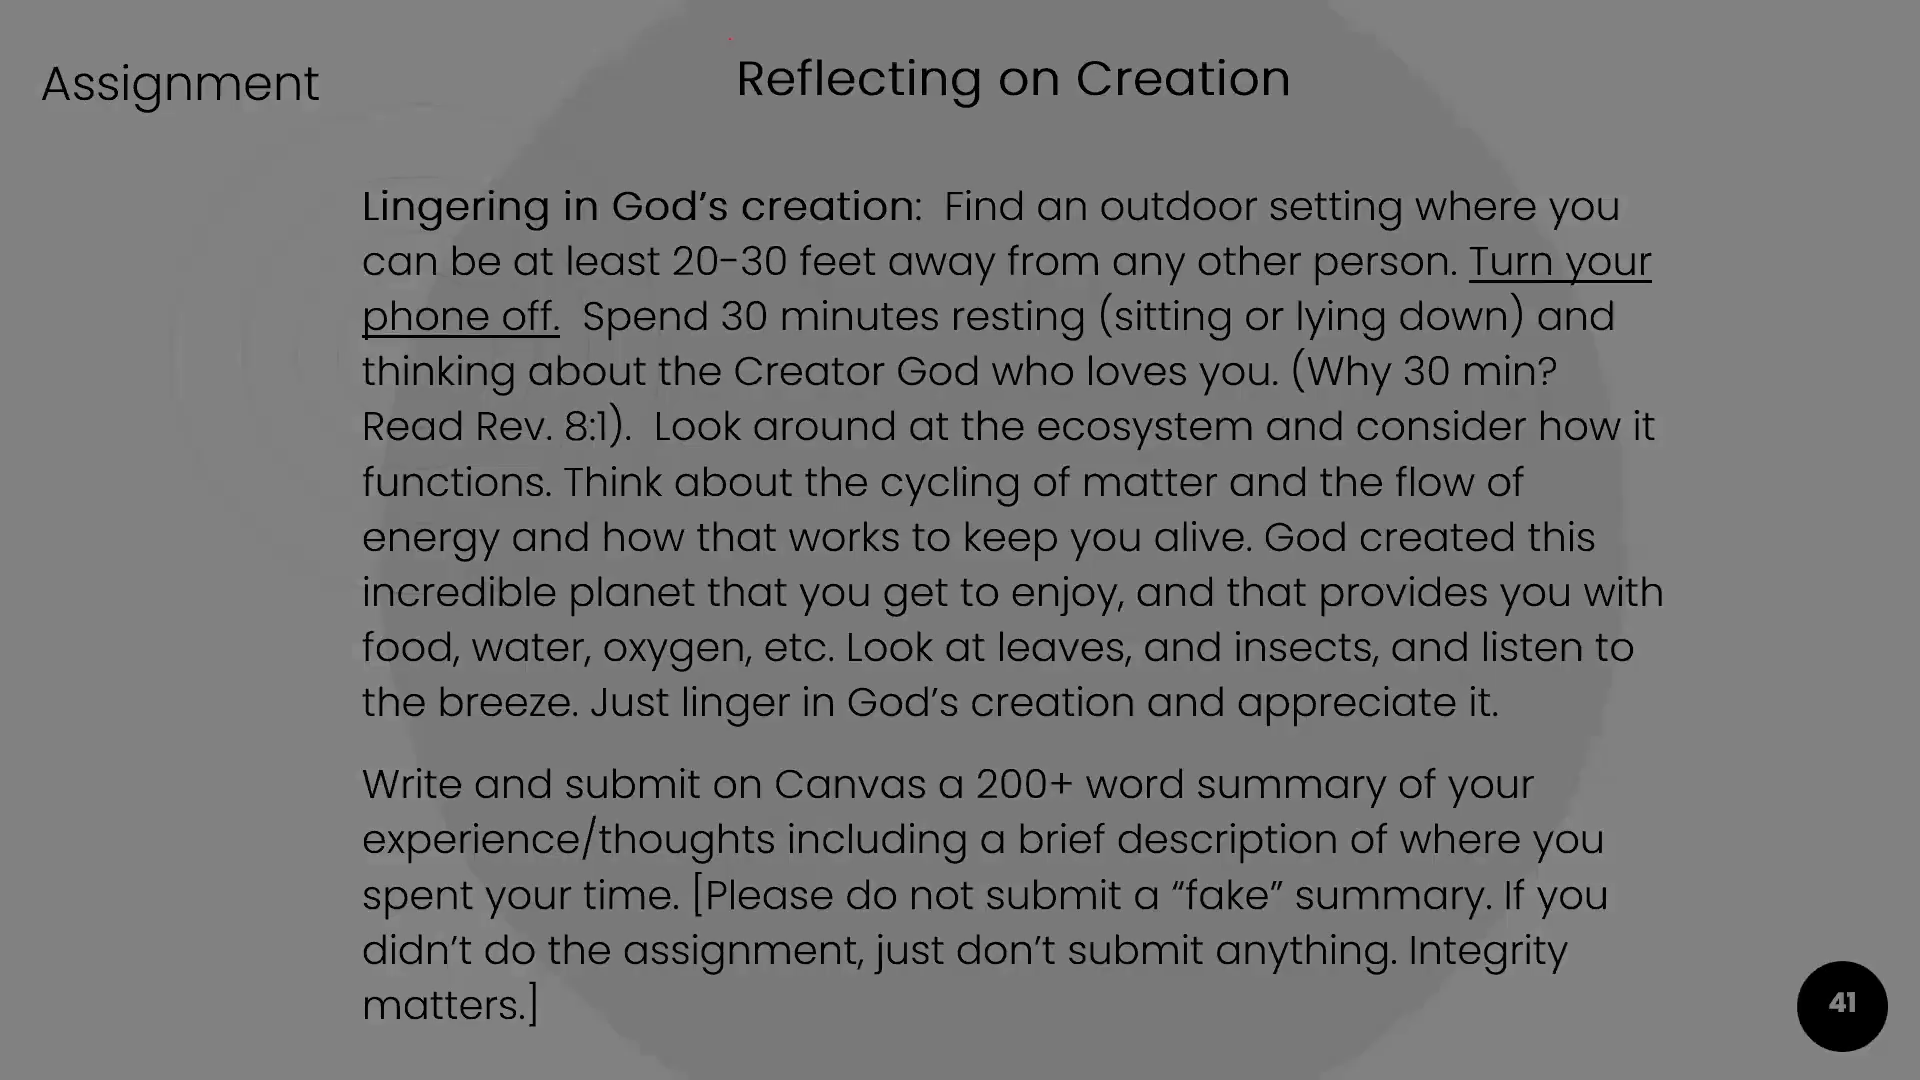 Assignment
Reflecting on Creation
Lingering in God’s creation:  Find an outdoor setting where you
can be at least 20-30 feet away from any other person. Turn your
phone off.  Spend 30 minutes resting (sitting or lying down) and
thinking about the Creator God who loves you. (Why 30 min?
Read Rev. 8:1).  Look around at the ecosystem and consider how it
functions. Think about the cycling of matter and the flow of
energy and how that works to keep you alive. God created this
incredible planet that you get to enjoy, and that provides you with
food, water, oxygen, etc. Look at leaves, and insects, and listen to
the breeze. Just linger in God’s creation and appreciate it.
Write and submit on Canvas a 200+ word summary of your
experience/thoughts including a brief description of where you
spent your time. [Please do not submit a “fake” summary. If you
didn’t do the assignment, just don’t submit anything. Integrity
matters.]
41